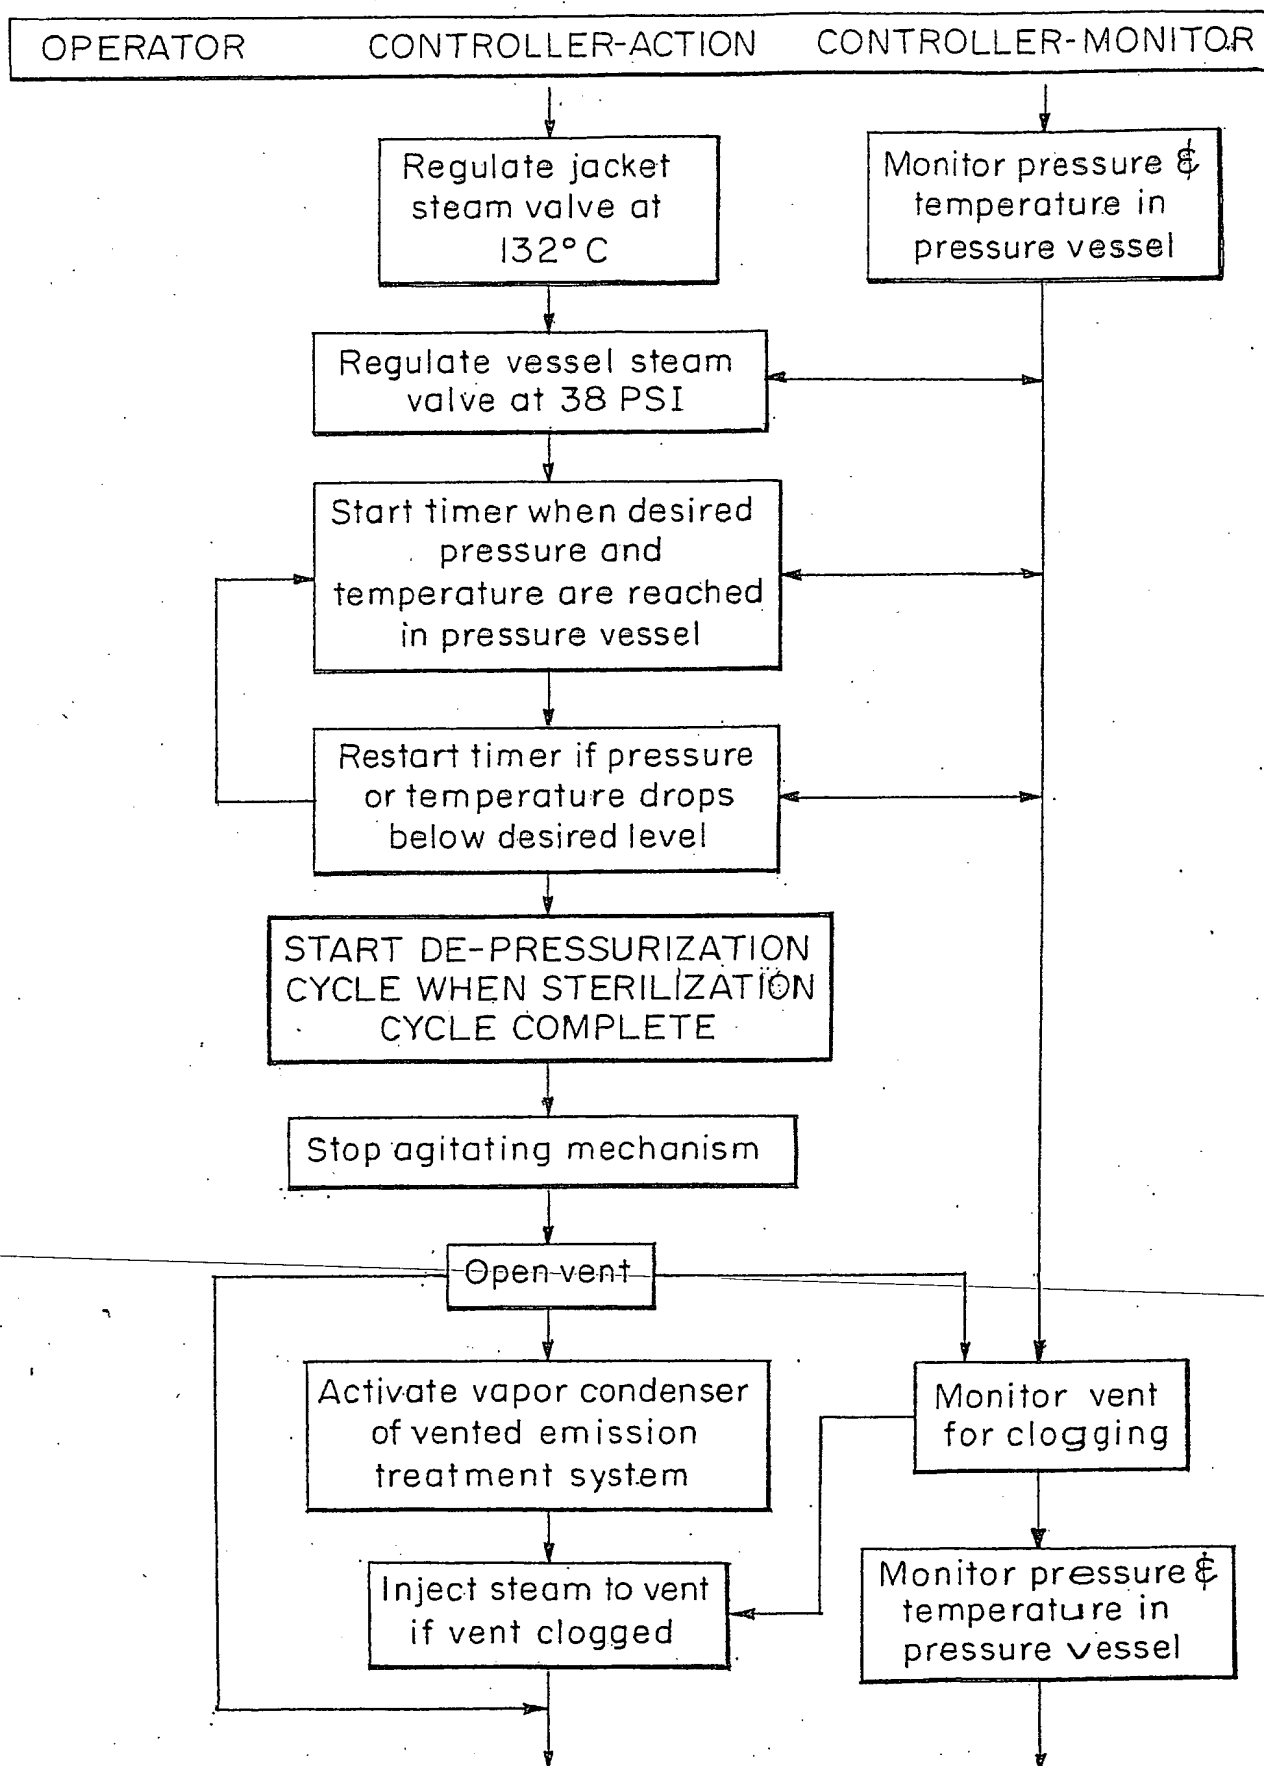 OPERATOR CONTROLLER-ACTION CONTROLLER-MONITOR
Regulate jacket
steam valve at
132°C
Monitor pressure &
temperature in
pressure vessel
Regulate vessel steam
valve at 38 PSI
Start timer when desired
pressure and
temperature are reached
in pressure vessel
Restart timer if pressure
or temperature drops
below desired level
START DE-PRESSURIZATION
CYCLE WHEN STERILIZATION
CYCLE COMPLETE
Stop agitating mechanism
Open vent
Activate vapor condenser
of vented emission
treatment system
Monitor vent
for clogging
Inject steam to vent
if vent clogged
Monitor pressure &
temperature in
pressure vessel